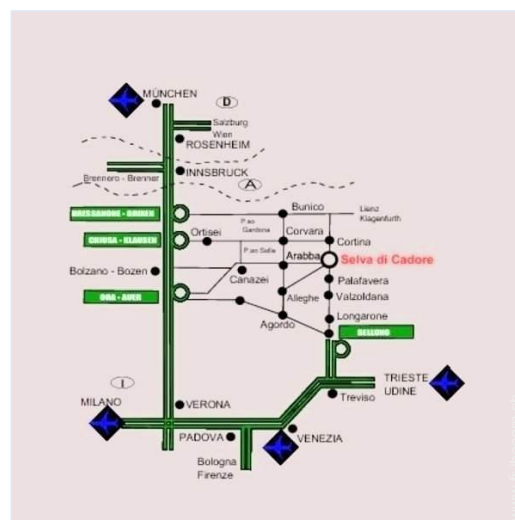 MÜNCHEN
D
Salzburg
Wien
ROSENHEIM
Brennero - Brenner
INNSBRUCK
A
BRESSANONE - BRIXEN
Bunico
Lienz
Klagenfurth
P.so
Gardena
CHIUSA - KLAUSEN
Ortisei
Corvara
Cortina
P.so Sella
Arabba
Selva di Cadore
Bolzano - Bozen
Canazei
Palafavera
ORA - AUER
Alleghe
Valzoldana
Longarone
Agordo
BELLUNO
I
TRIESTE
UDINE
MILANO
VERONA
Treviso
PADOVA
VENEZIA
Bologna
Firenze